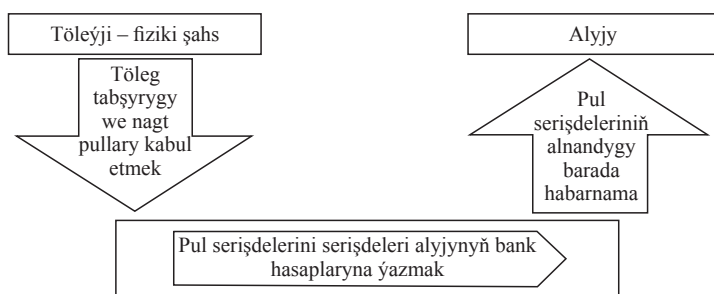 Töleýji – fiziki şahs
Alyjy
Töleg
tabşyrygy
we nagt
pullary kabul
etmek
Pul
serişdeleriniň
alnandygy
barada
habarnama
Pul serişdelerini serişdeleri alyjynyň bank
hasaplaryna ýazmak